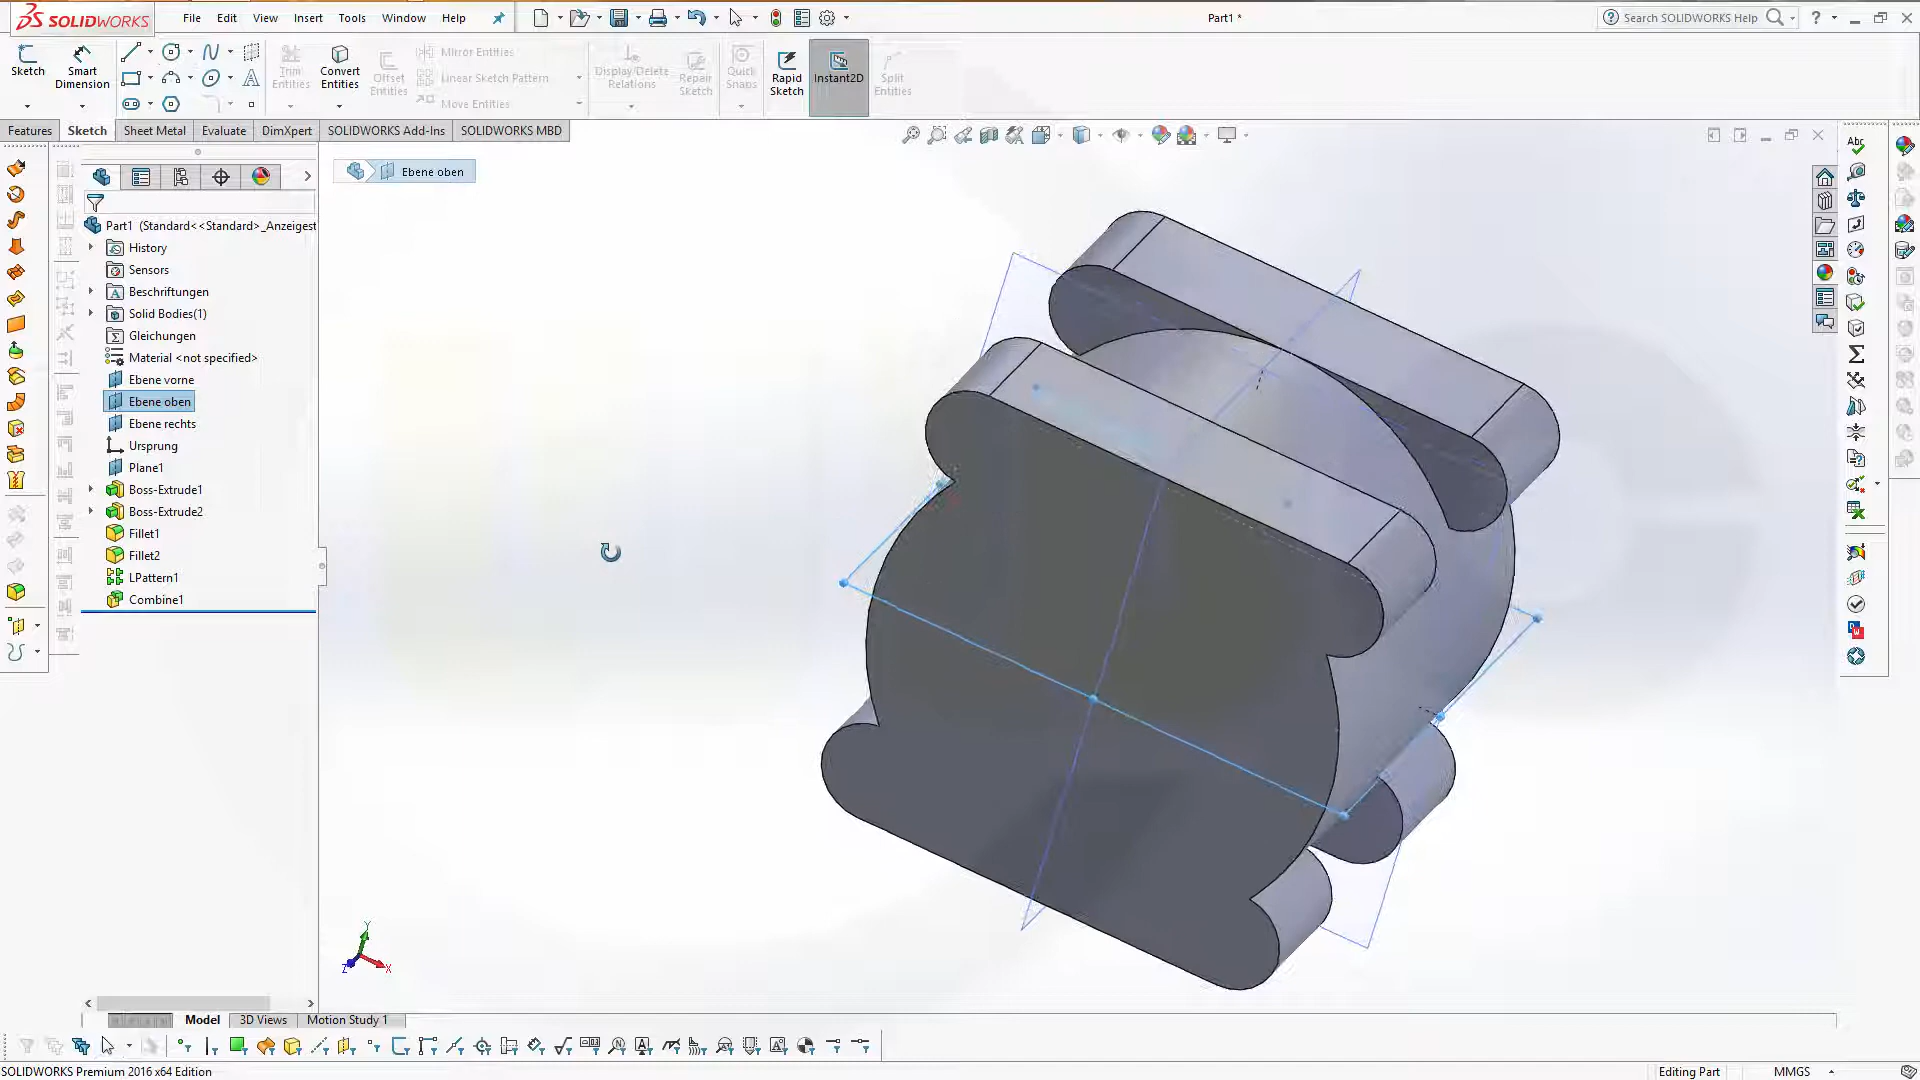 SOLIDWORKS
File Edit View Insert Tools Window Help
Part1 *
Search SOLIDWORKS Help
Sketch
Smart Dimension
Trim Entities
Convert Entities
Offset Entities
Mirror Entities
Linear Sketch Pattern
Move Entities
Display/Delete Relations
Repair Sketch
Quick Snaps
Rapid Sketch
Instant2D
Split Entities
Features Sketch Sheet Metal Evaluate DimXpert SOLIDWORKS Add-Ins SOLIDWORKS MBD
Ebene oben
Part1 (Standard<<Standard>_Anzeigest
History
Sensors
Beschriftungen
Solid Bodies(1)
Gleichungen
Material <not specified>
Ebene vorne
Ebene oben
Ebene rechts
Ursprung
Plane1
Boss-Extrude1
Boss-Extrude2
Fillet1
Fillet2
LPattern1
Combine1
Y
Z
X
Model 3D Views Motion Study 1
SOLIDWORKS Premium 2016 x64 Edition
Editing Part
MMGS